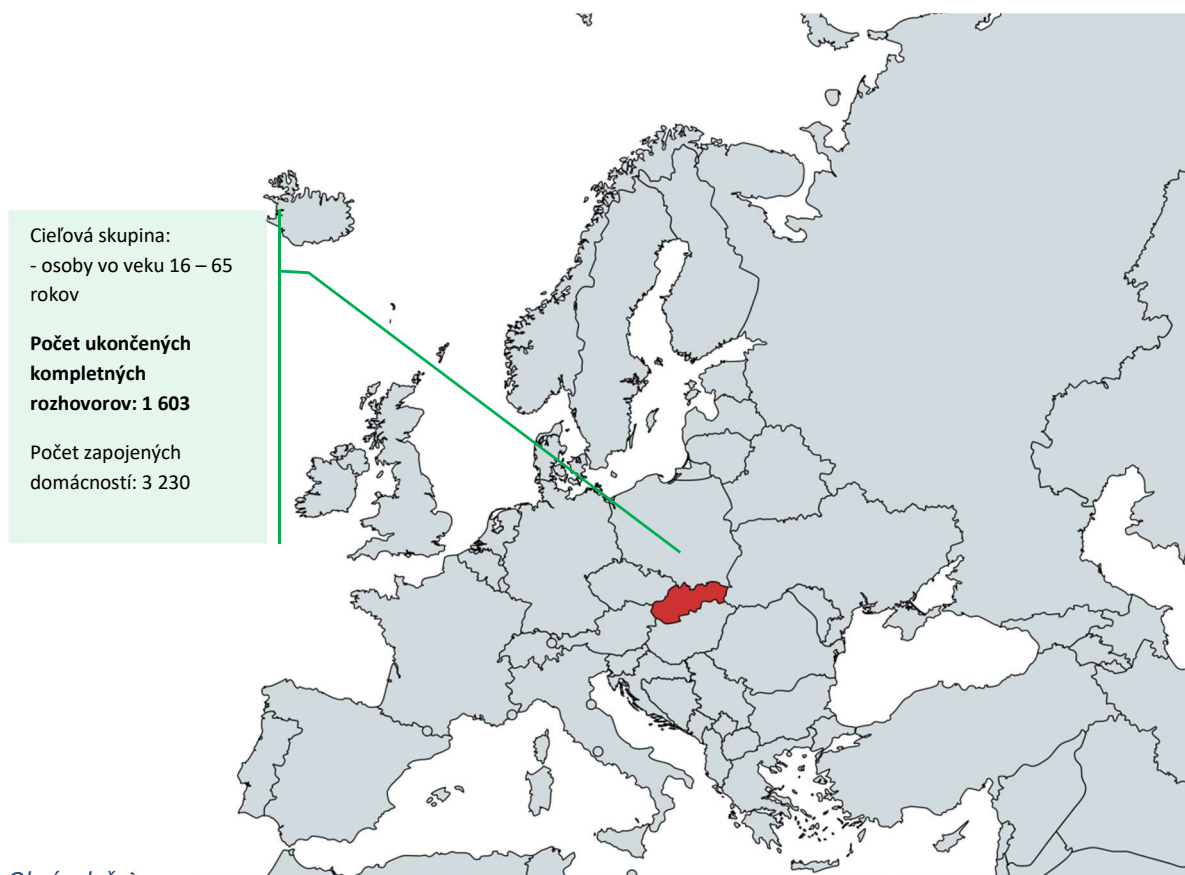 Cieľová skupina:
- osoby vo veku 16 – 65
rokov
Počet ukončených
kompletných
rozhovorov: 1 603
Počet zapojených
domácností: 3 230